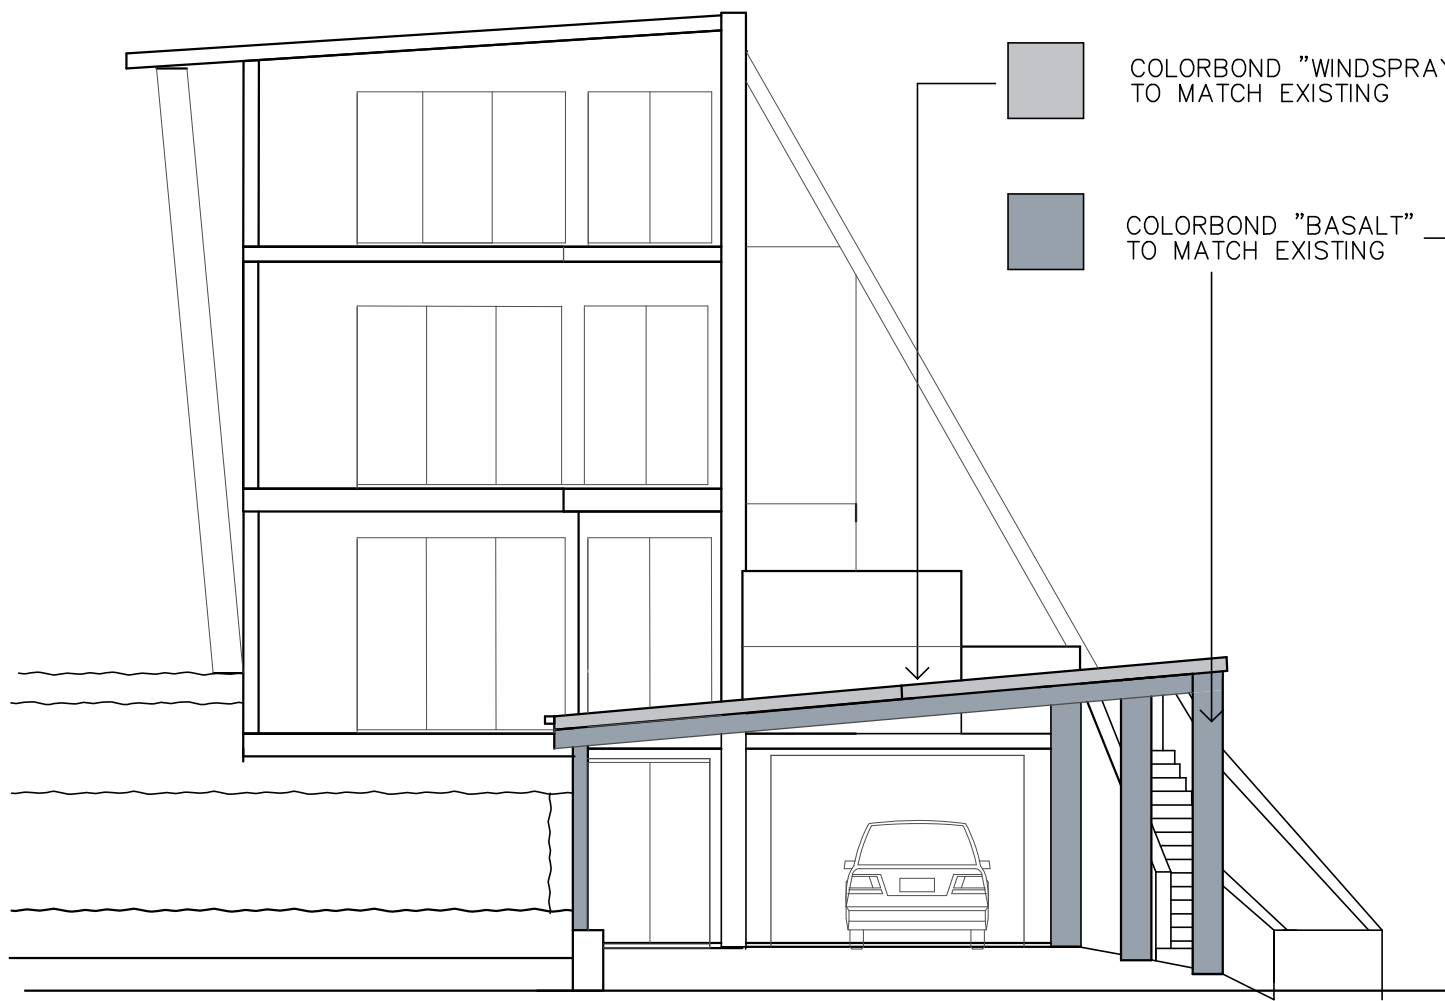 COLORBOND "WINDSPRAY
TO MATCH EXISTING
COLORBOND "BASALT"
TO MATCH EXISTING